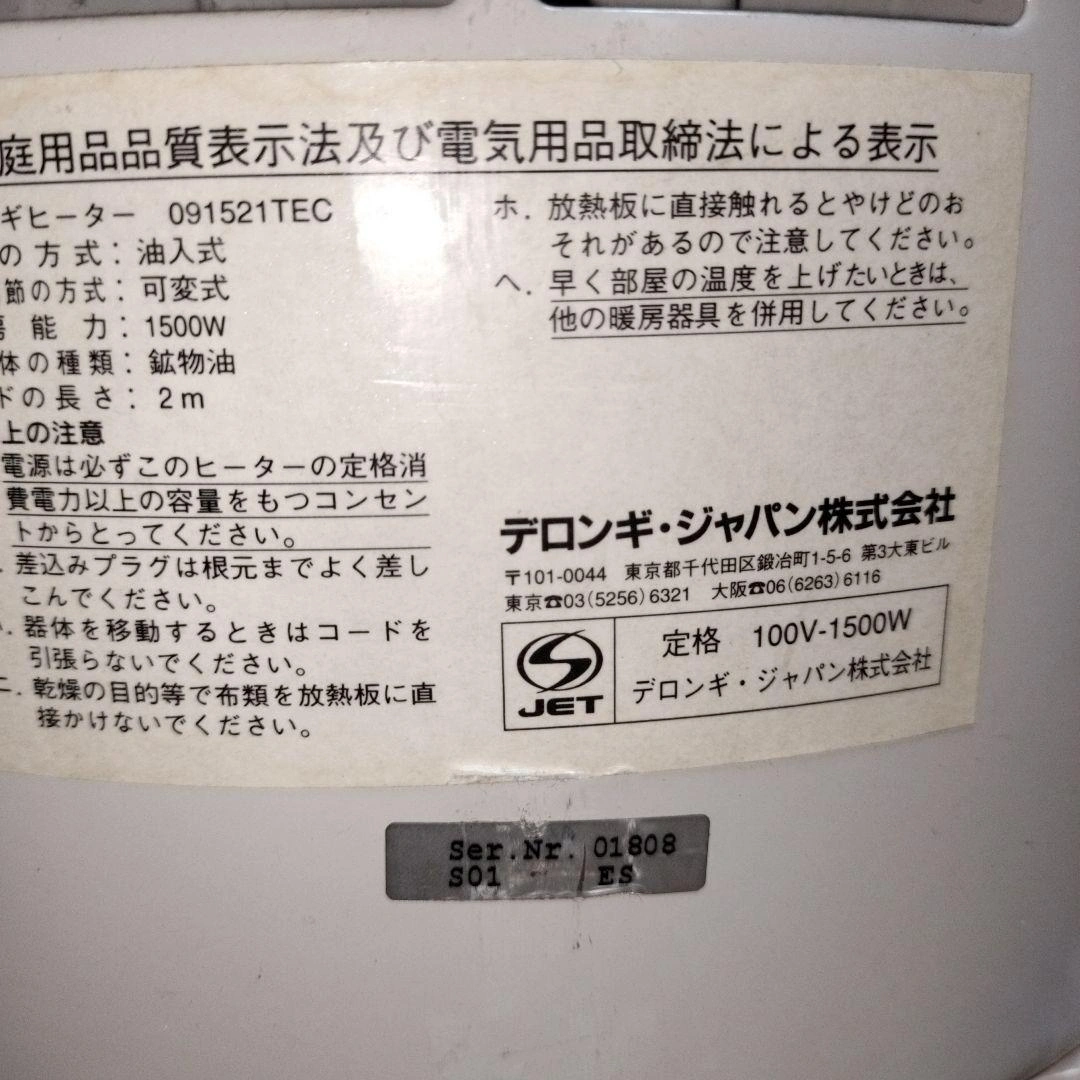 庭用品品質表示法及び電気用品取締法による表示
ギヒーター 091521TEC
の方式：油入式
節の方式：可変式
能力：1500W
体の種類：鉱物油
ドの長さ：2m
上の注意
電源は必ずこのヒーターの定格消
費電力以上の容量をもつコンセン
トからとってください。
差込みプラグは根元までよく差し
こんでください。
器体を移動するときはコードを
引張らないでください。
ニ．乾燥の目的等で布類を放熱板に直
接かけないでください。
ホ．放熱板に直接触れるとやけどのお
それがあるので注意してください。
ヘ．早く部屋の温度を上げたいときは、
他の暖房器具を併用してください。
デロンギ・ジャパン株式会社
〒101-0044 東京都千代田区鍛冶町1-5-6 第3大東ビル
東京☎03(5256)6321 大阪☎06(6263)6116
JET
定格 100V-1500W
デロンギ・ジャパン株式会社
Ser.Nr. 01808
S01 ES